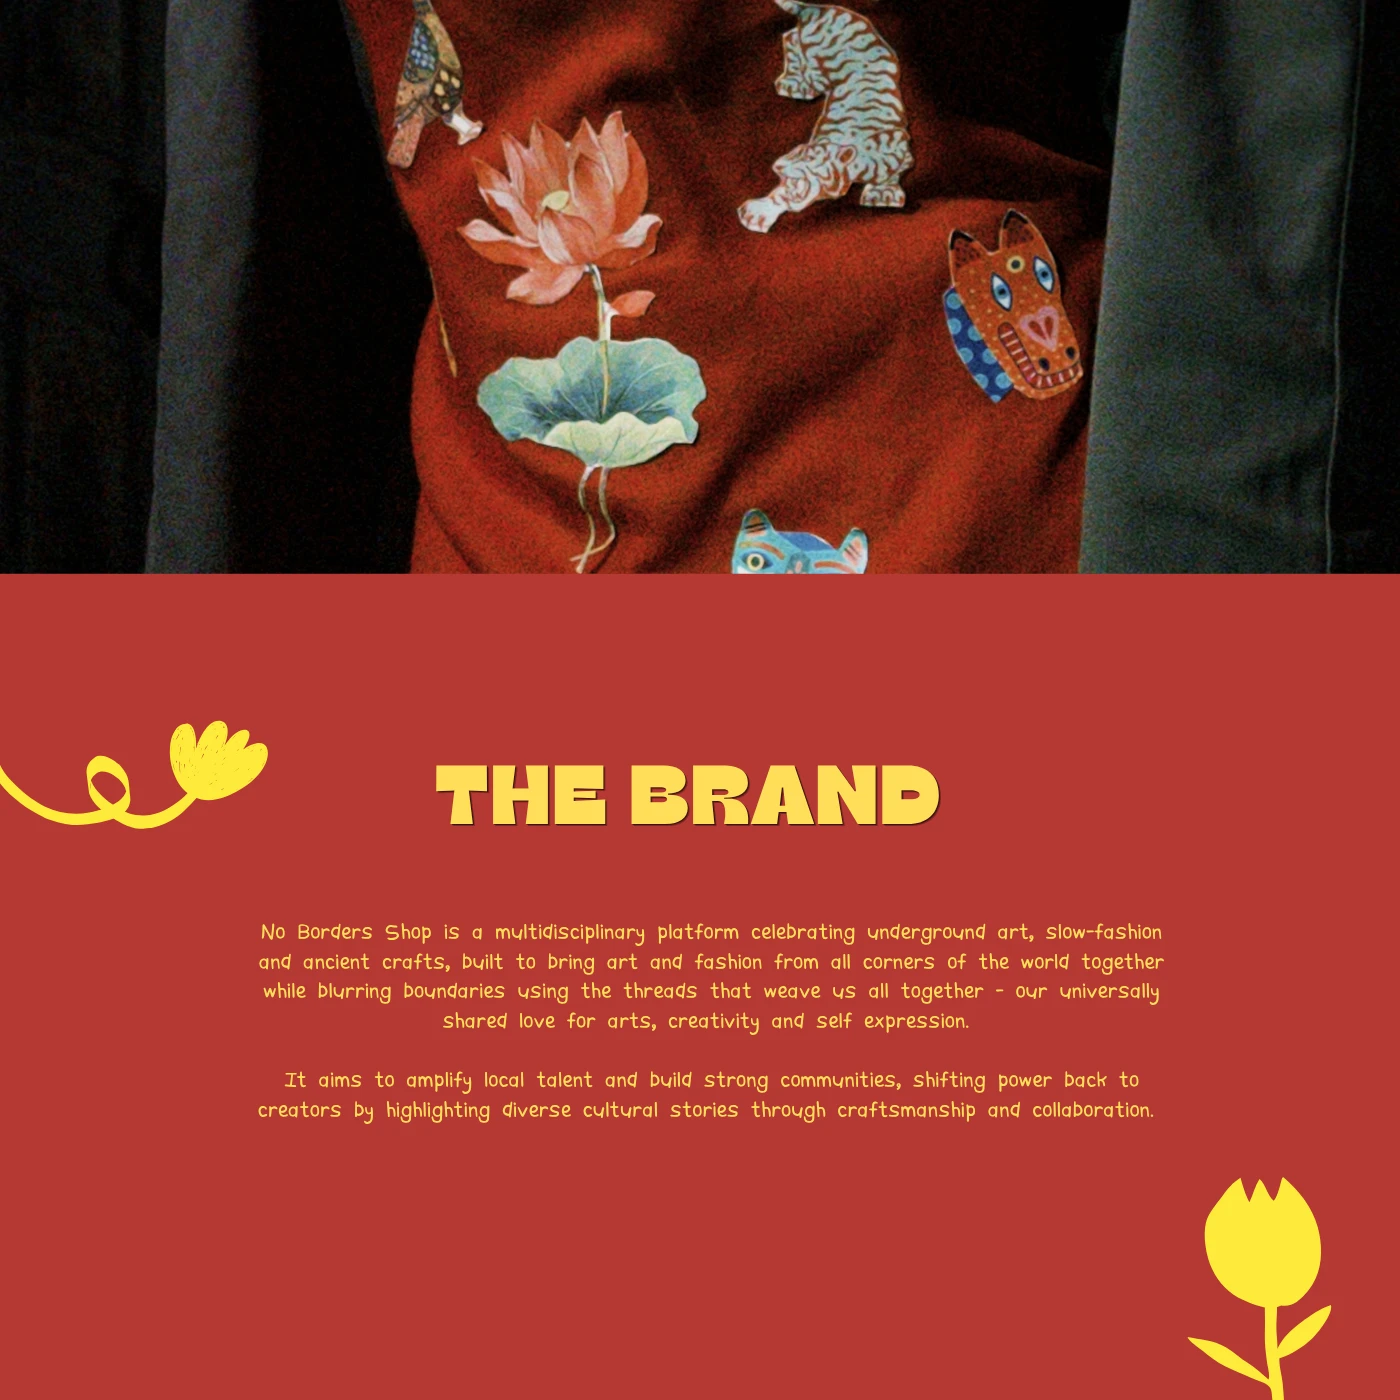 THE BRAND
No Borders Shop is a multidisciplinary platform celebrating underground art, slow-fashion
and ancient crafts, built to bring art and fashion from all corners of the world together
while blurring boundaries using the threads that weave us all together - our universally
shared love for arts, creativity and self expression.
It aims to amplify local talent and build strong communities, shifting power back to
creators by highlighting diverse cultural stories through craftsmanship and collaboration.